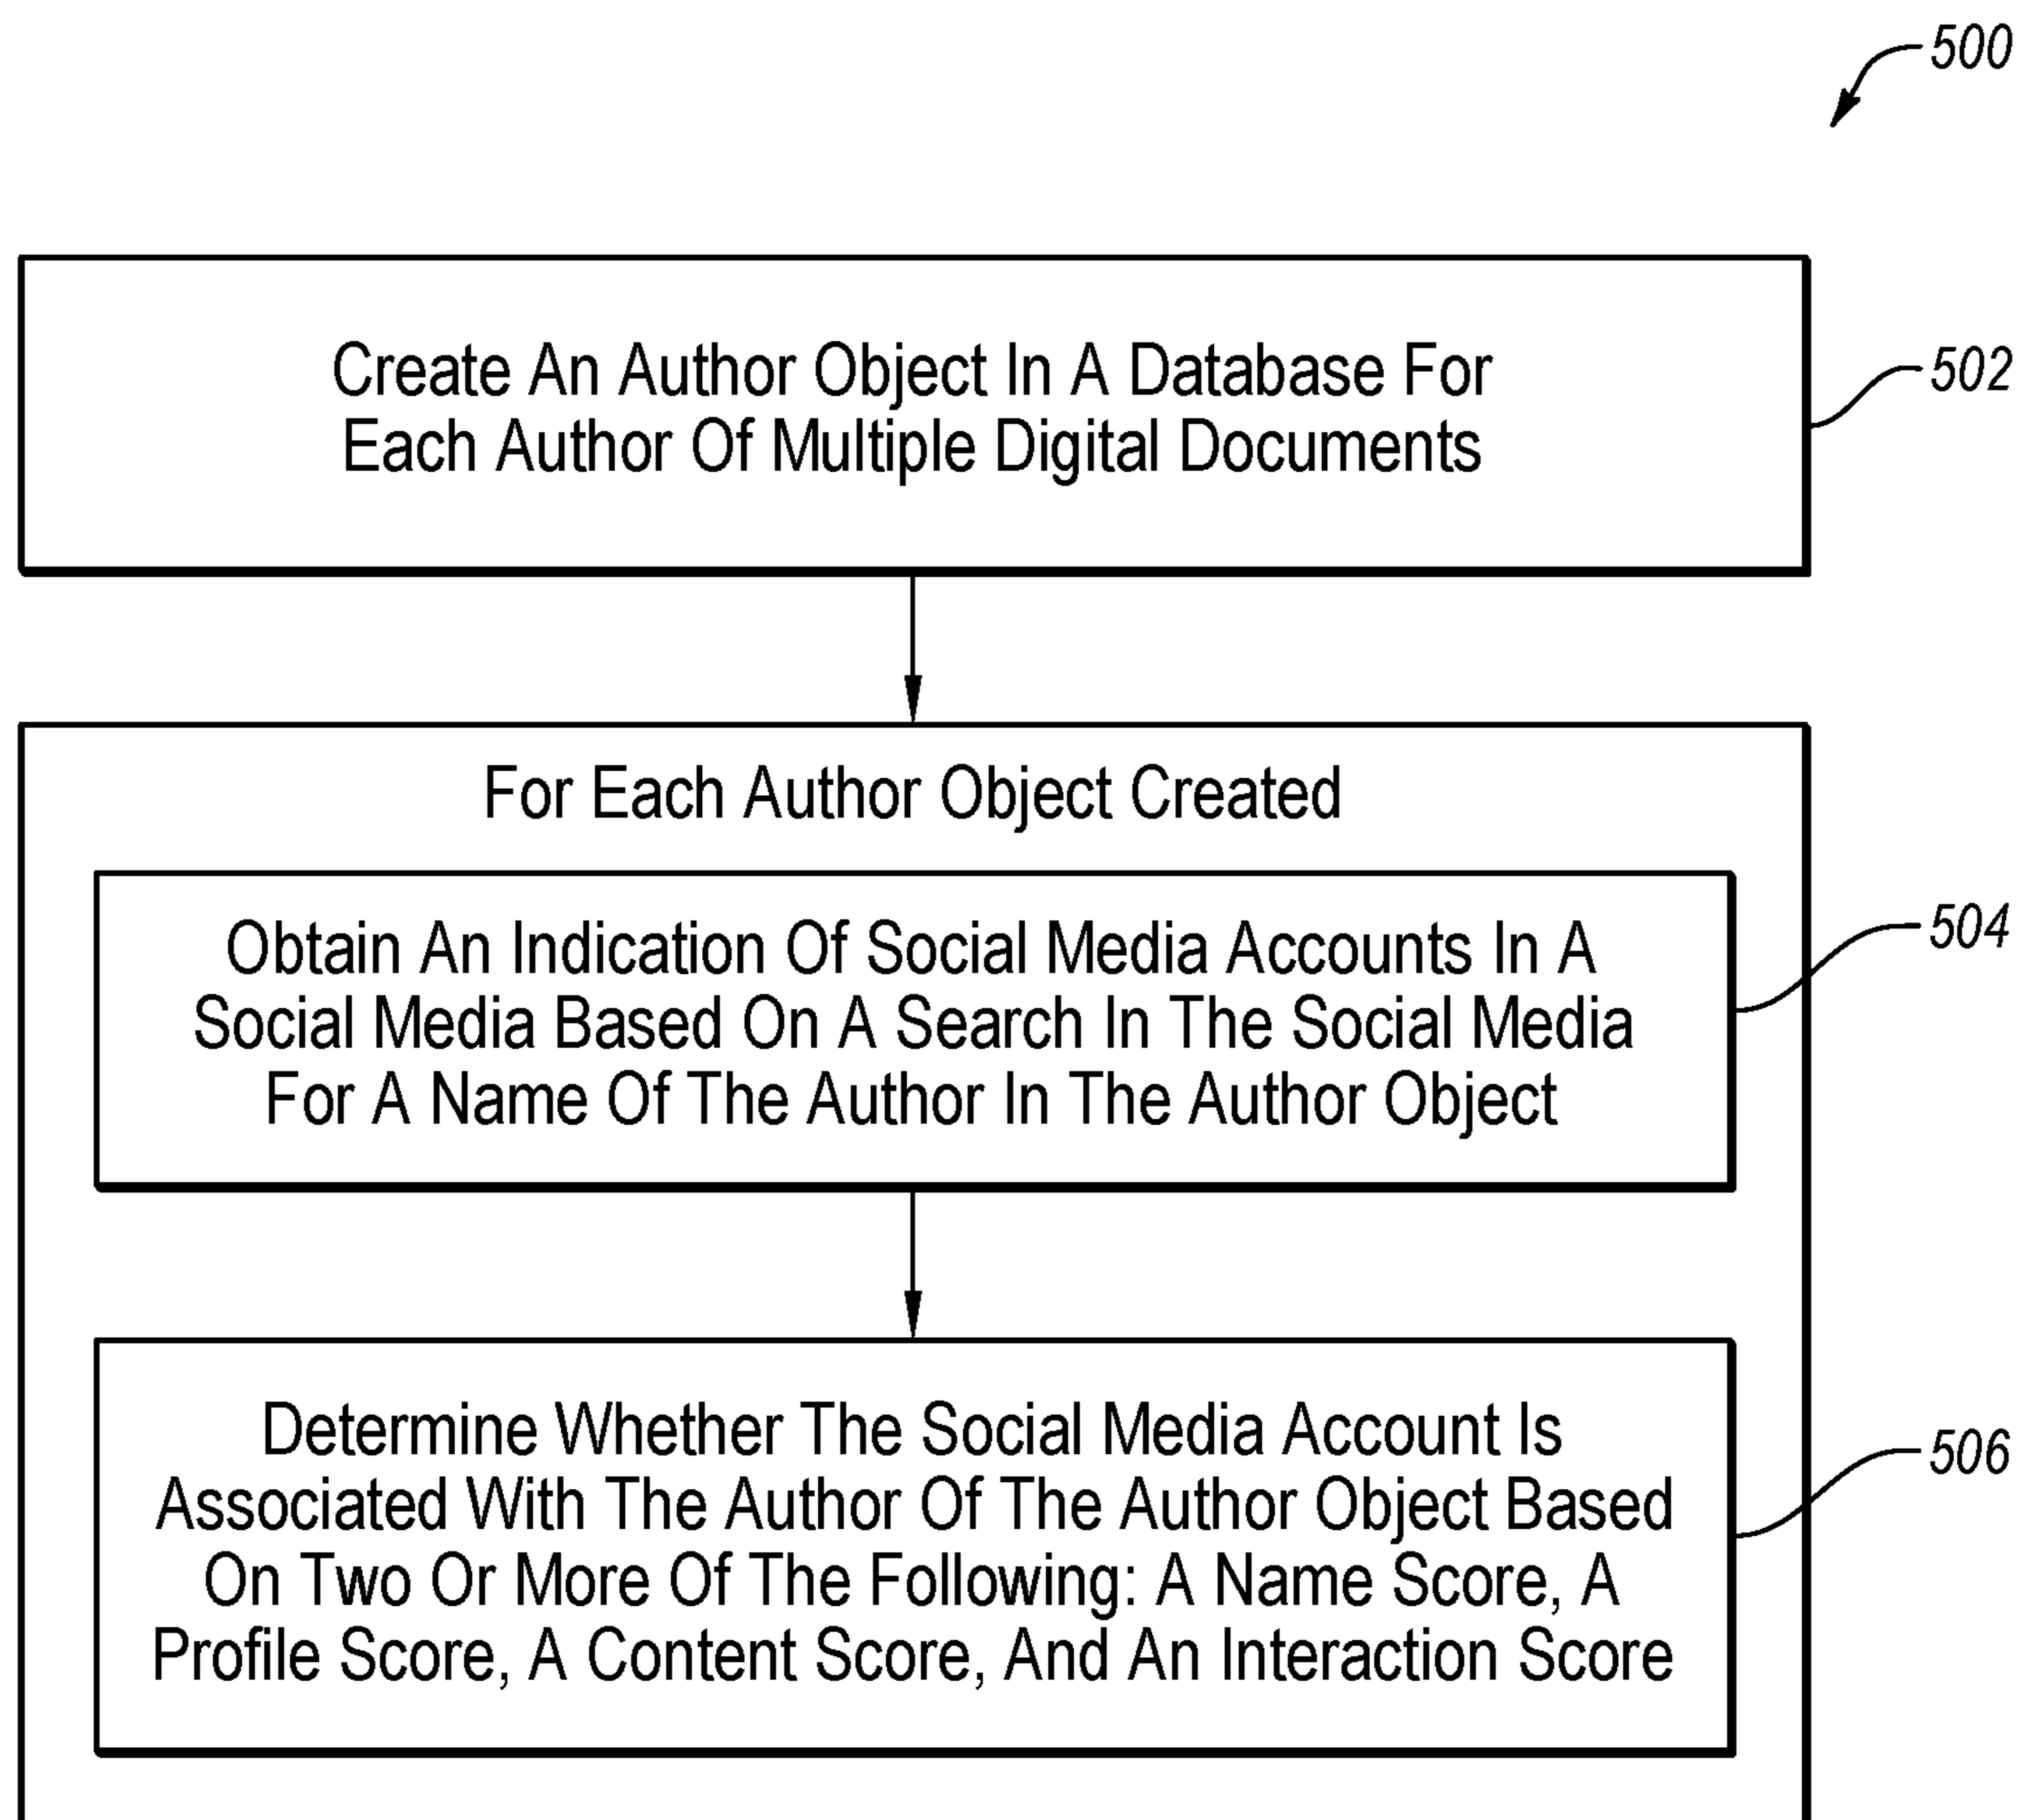 500
Create An Author Object In A Database For
Each Author Of Multiple Digital Documents
502
For Each Author Object Created
Obtain An Indication Of Social Media Accounts In A
Social Media Based On A Search In The Social Media
For A Name Of The Author In The Author Object
504
Determine Whether The Social Media Account Is
Associated With The Author Of The Author Object Based
On Two Or More Of The Following: A Name Score, A
Profile Score, A Content Score, And An Interaction Score
506